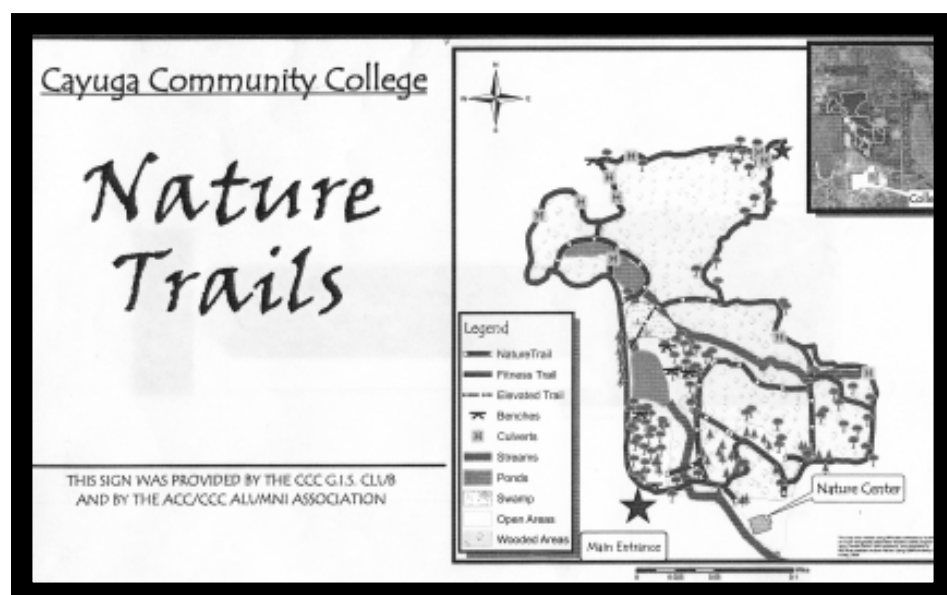 Cayuga Community College
Nature
Trails
THIS SIGN WAS PROVIDED BY THE CCC G.I.S. CLUB
AND BY THE ACC/CCC ALUMNI ASSOCIATION
N
W
E
S
Legend
NatureTrail
Fitness Trail
Elevated Trail
Benches
Culverts
Streams
Ponds
Swamp
Open Areas
Wooded Areas
Main Entrance
Nature Center
H
H
H
H
H
H
H
H
H